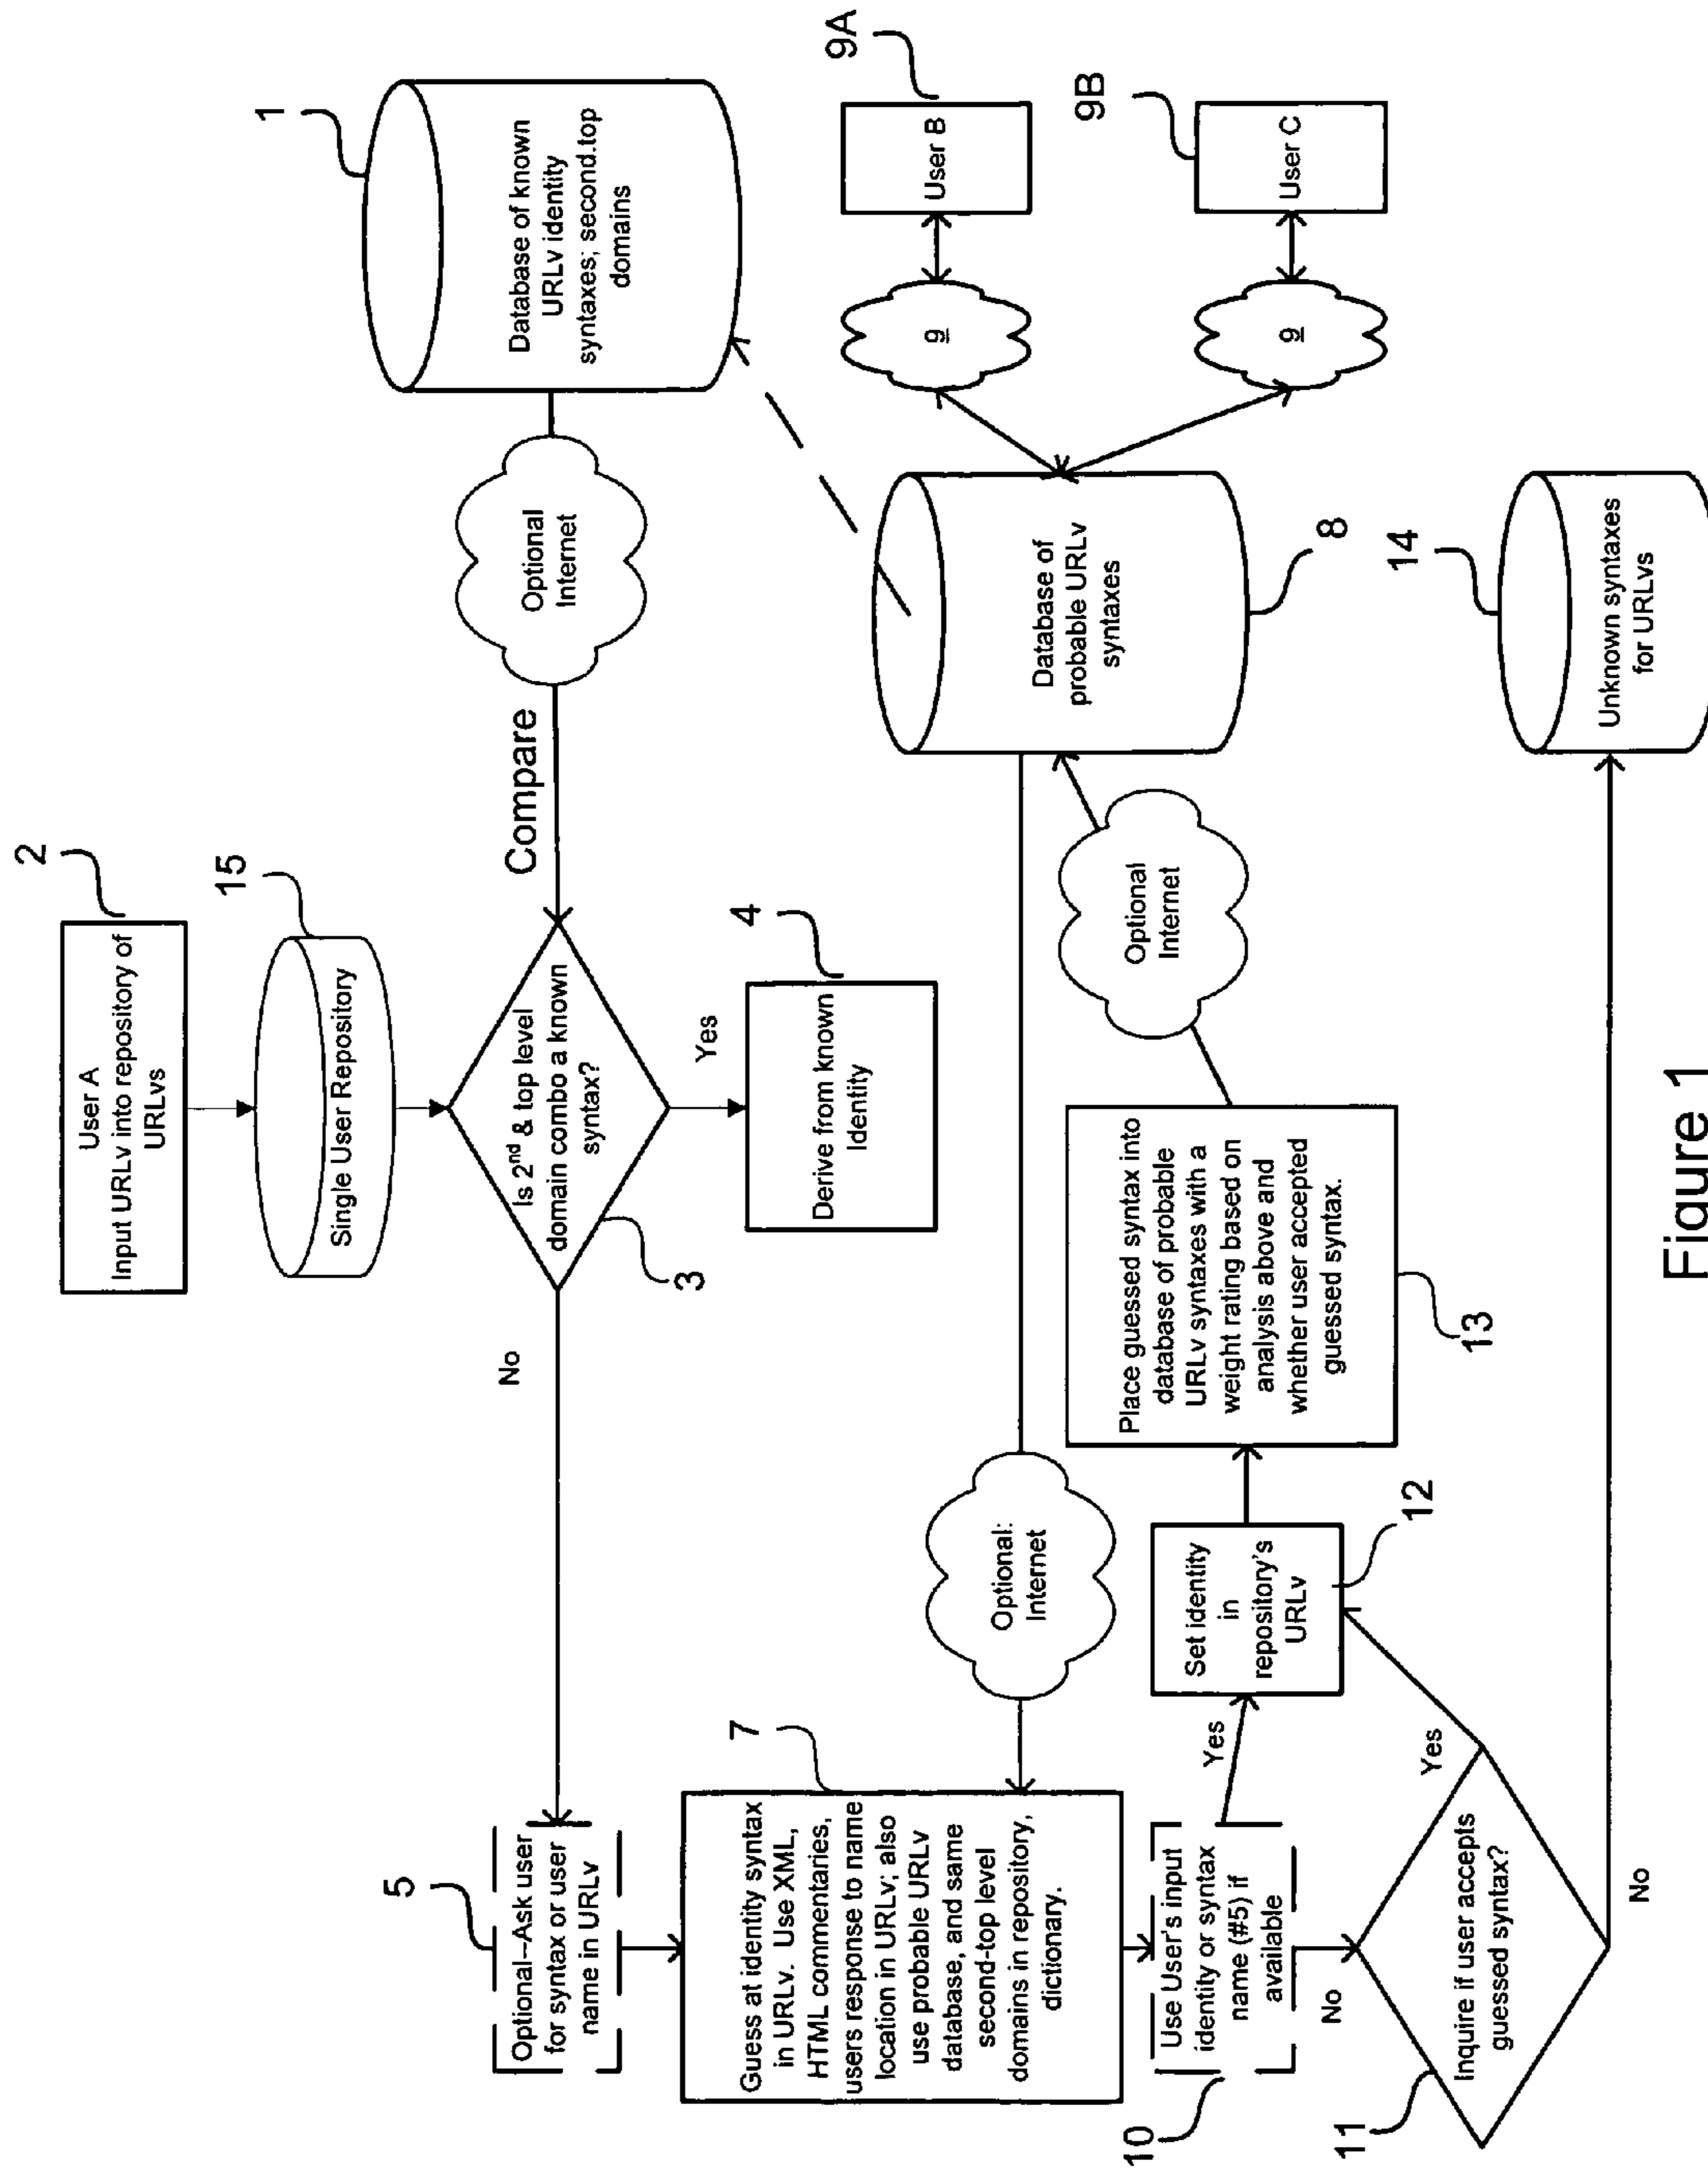 2
User A
Input URLv into repository of
URLvs
15
Single User Repository
1
Database of known
URLv identity
syntaxes; second.top
domains
Optional
Internet
Compare
Is 2nd & top level
domain combo a known
syntax?
3
No
Yes
4
Derive from known
Identity
5
Optional--Ask user
for syntax or user
name in URLv
7
Guess at identity syntax
in URLv. Use XML,
HTML commentaries,
users response to name
location in URLv; also
use probable URLv
database, and same
second-top level
domains in repository,
dictionary.
Optional:
Internet
Database of
probable URLv
syntaxes
8
9
User B
9A
9
User C
9B
10
Use User's input
identity or syntax
name (#5) if
available
Yes
No
Set identity
in
repository's
URLv
12
Place guessed syntax into
database of probable
URLv syntaxes with a
weight rating based on
analysis above and
whether user accepted
guessed syntax.
13
Optional
Internet
11
Inquire if user accepts
guessed syntax?
Yes
No
14
Unknown syntaxes
for URLvs
Figure 1